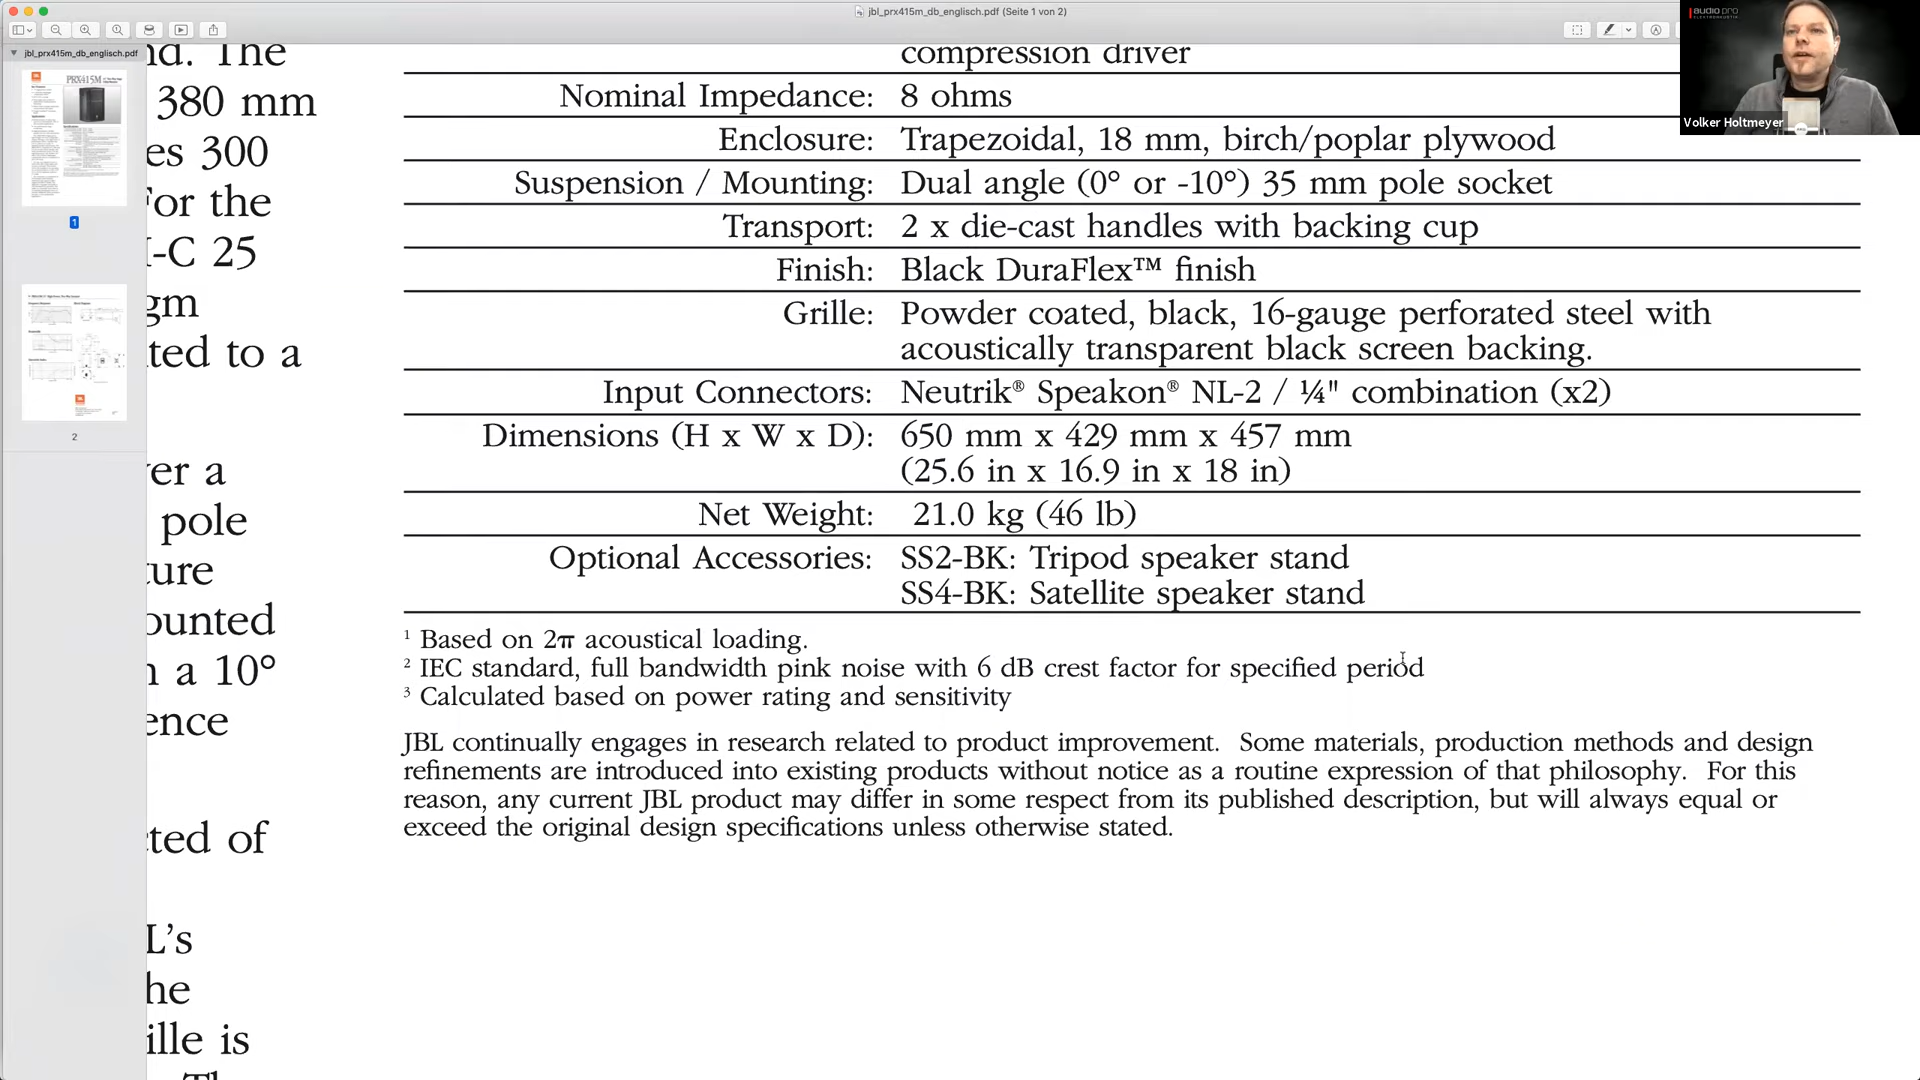 jbl_prx415m_db_englisch.pdf (Seite 1 von 2)
jbl_prx415m_db_englisch.pdf
PRX415M
1
2
nd. The
380 mm
es 300
For the
-C 25
gm
ted to a
er a
pole
ture
ounted
a 10°
ence
ted of
L's
he
ille is
compression driver
Nominal Impedance: 8 ohms
Enclosure: Trapezoidal, 18 mm, birch/poplar plywood
Suspension / Mounting: Dual angle (0° or -10°) 35 mm pole socket
Transport: 2 x die-cast handles with backing cup
Finish: Black DuraFlex™ finish
Grille: Powder coated, black, 16-gauge perforated steel with
acoustically transparent black screen backing.
Input Connectors: Neutrik® Speakon® NL-2 / ¼" combination (x2)
Dimensions (H x W x D): 650 mm x 429 mm x 457 mm
(25.6 in x 16.9 in x 18 in)
Net Weight: 21.0 kg (46 lb)
Optional Accessories: SS2-BK: Tripod speaker stand
SS4-BK: Satellite speaker stand
¹ Based on 2π acoustical loading.
² IEC standard, full bandwidth pink noise with 6 dB crest factor for specified period
³ Calculated based on power rating and sensitivity
JBL continually engages in research related to product improvement. Some materials, production methods and design
refinements are introduced into existing products without notice as a routine expression of that philosophy. For this
reason, any current JBL product may differ in some respect from its published description, but will always equal or
exceed the original design specifications unless otherwise stated.
audio pro
Volker Holtmeyer